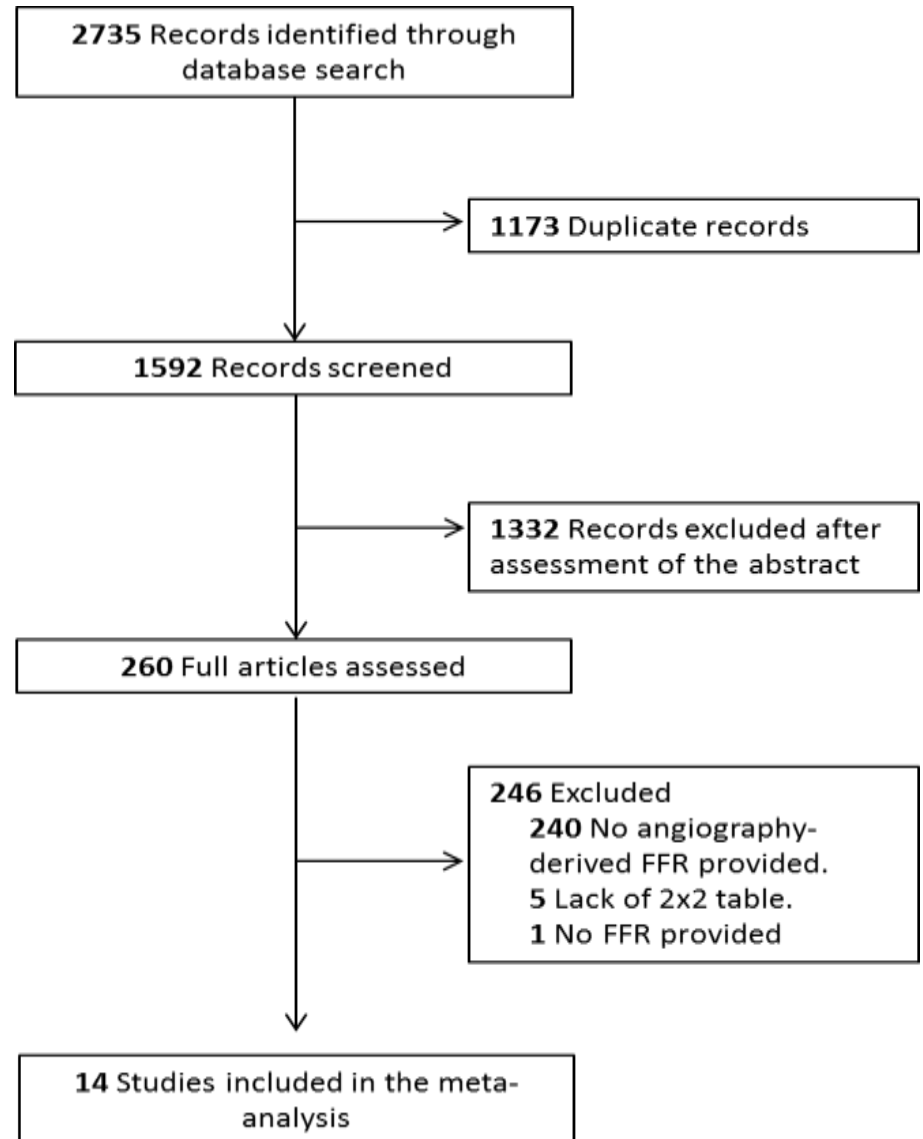 2735 Records identified through
database search
1173 Duplicate records
1592 Records screened
1332 Records excluded after
assessment of the abstract
260 Full articles assessed
246 Excluded
240 No angiography-
derived FFR provided.
5 Lack of 2x2 table.
1 No FFR provided
14 Studies included in the meta-
analysis